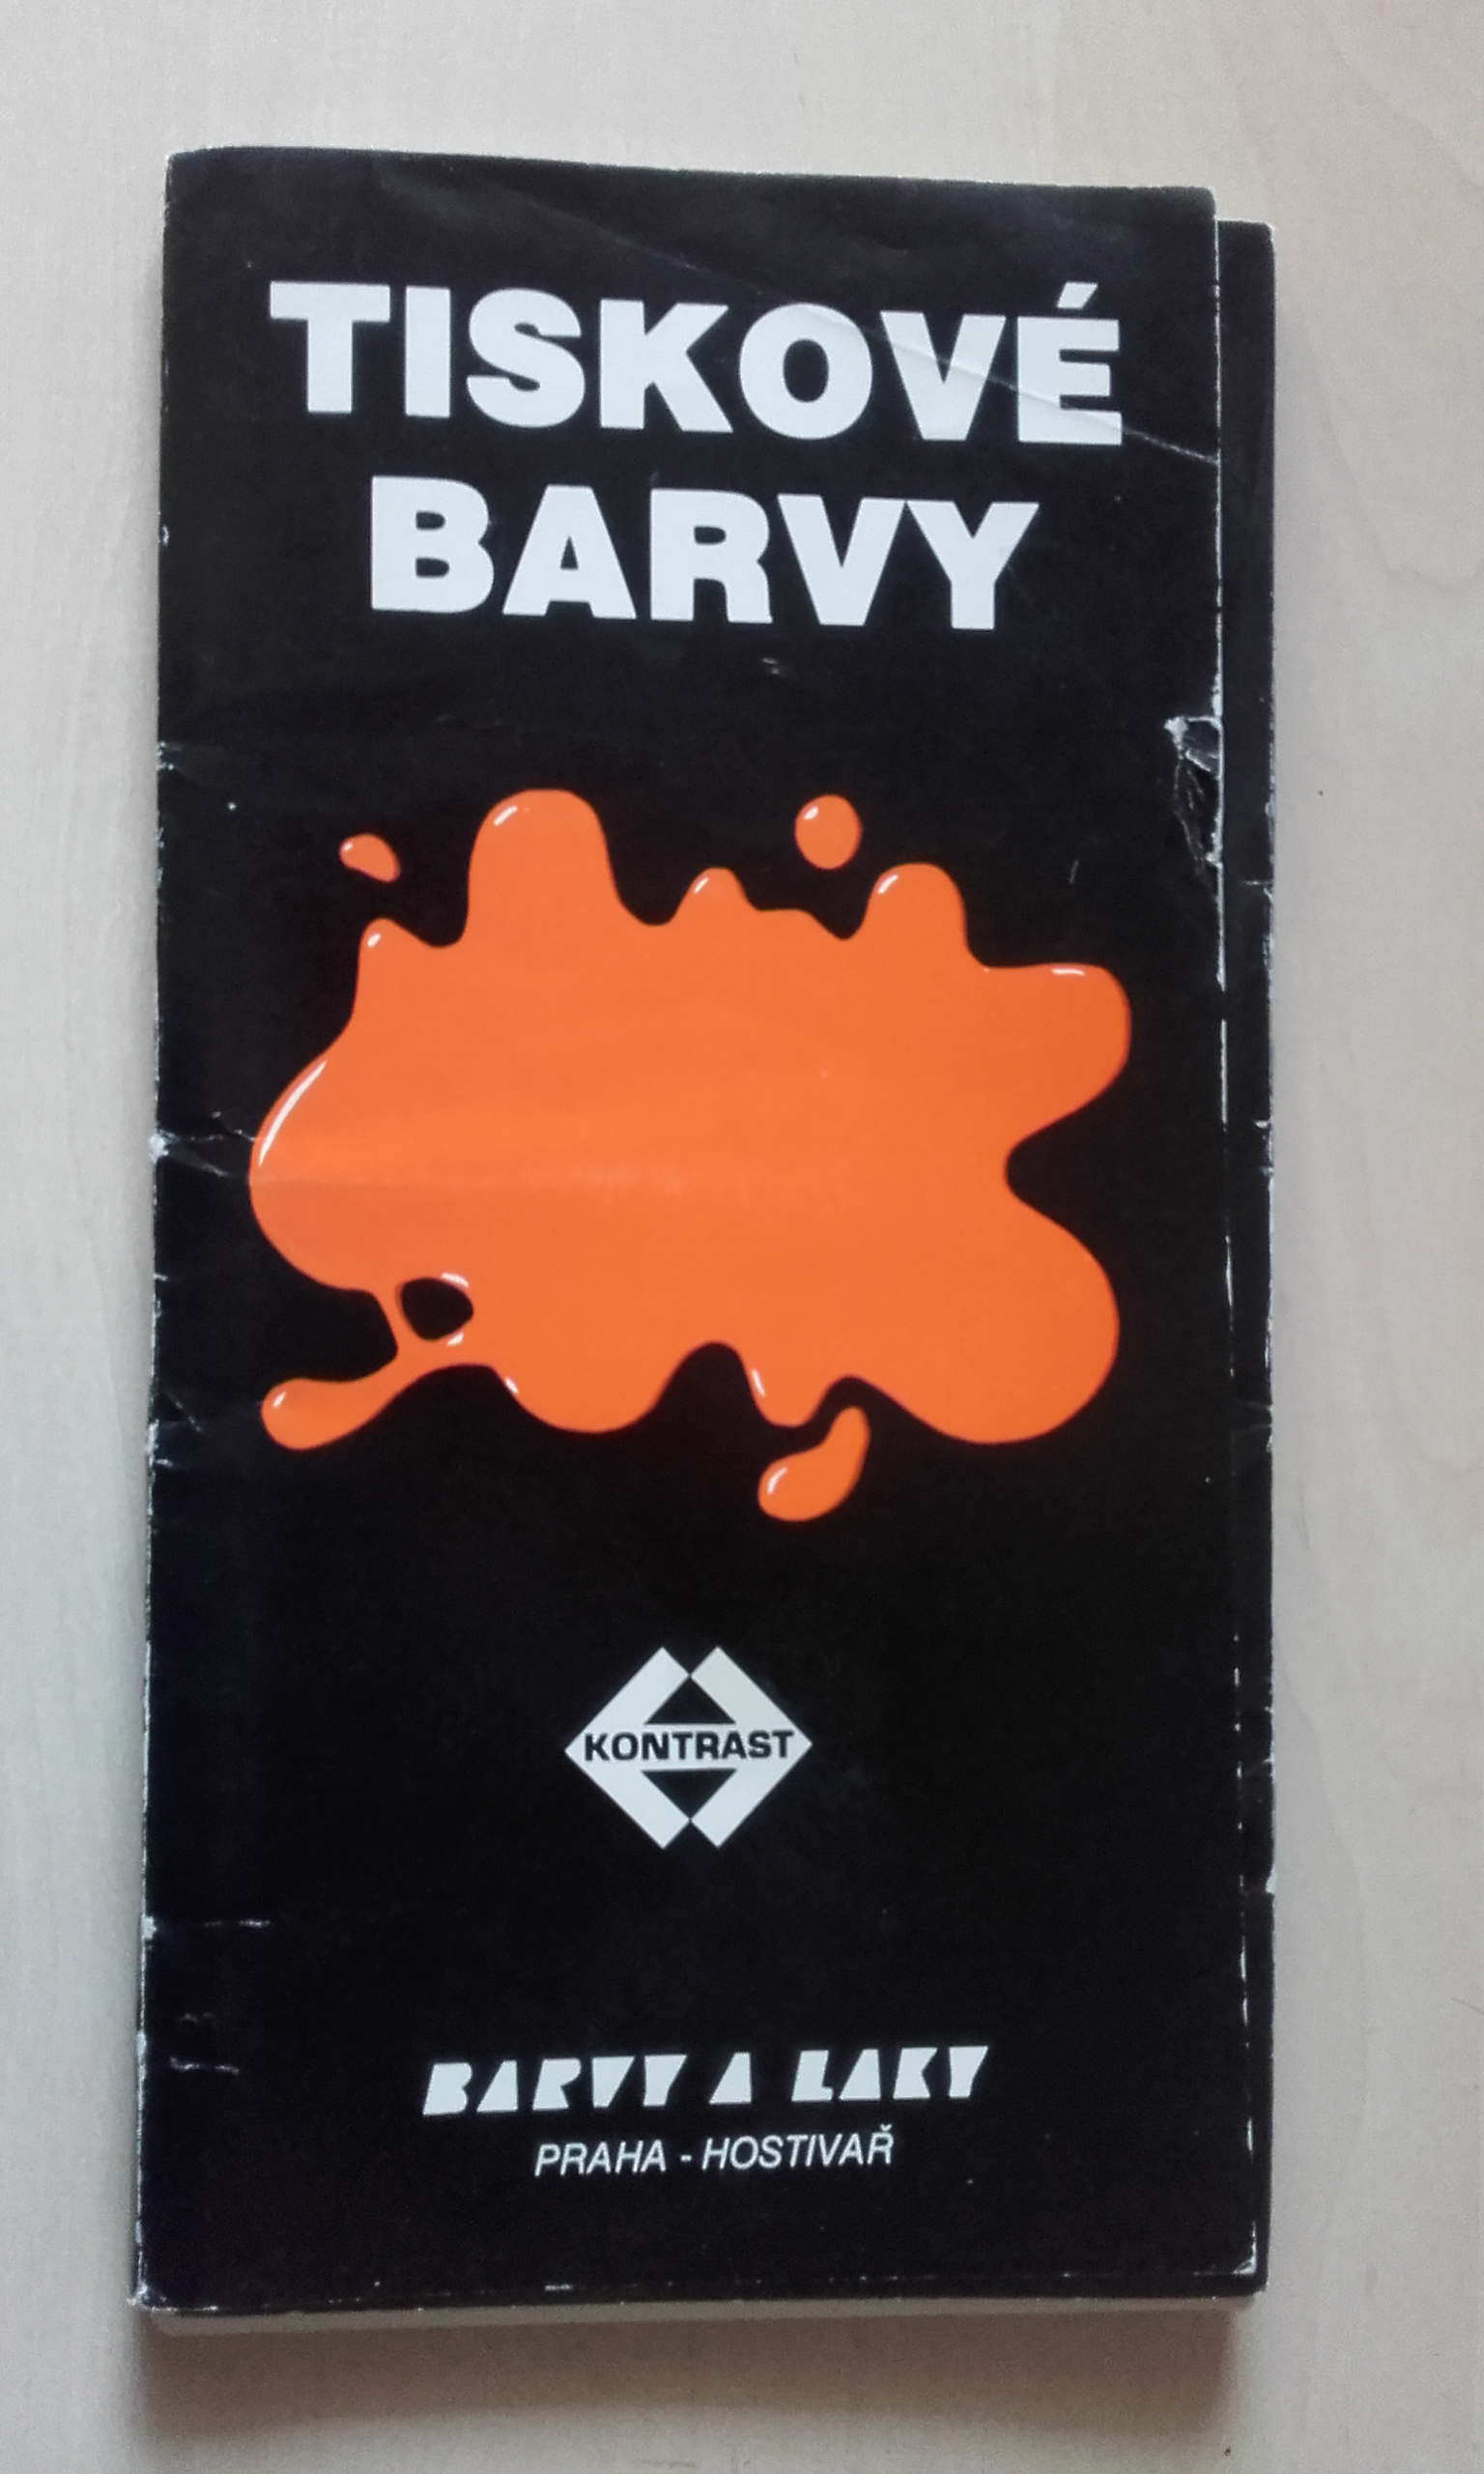 TISKOVÉ
BARVY
KONTRAST
BARVY A LAKY
PRAHA - HOSTIVAŘ